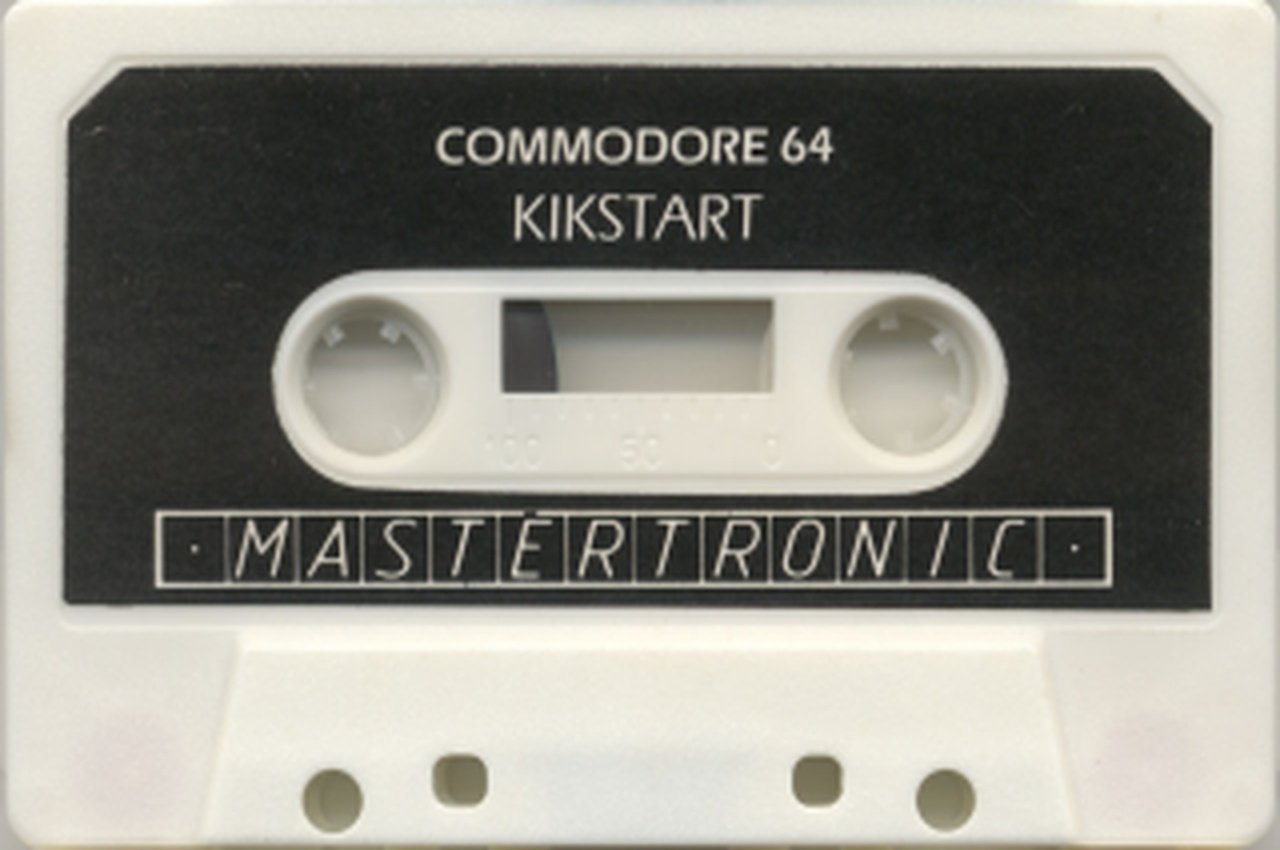 COMMODORE 64
KIKSTART
100 50 0
· MASTERTRONIC ·